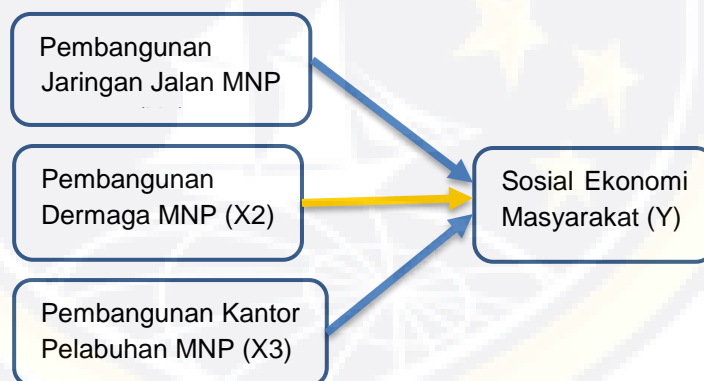 Pembangunan
Jaringan Jalan MNP
Pembangunan
Dermaga MNP (X2)
Sosial Ekonomi
Masyarakat (Y)
Pembangunan Kantor
Pelabuhan MNP (X3)